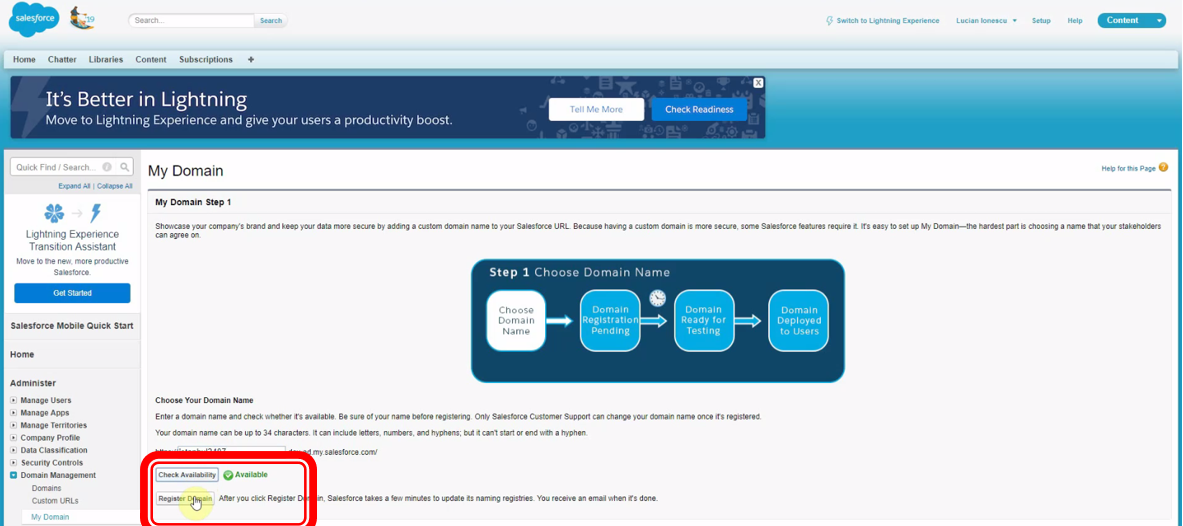 salesforce
'19
Search...
Search
Switch to Lightning Experience
Lucian Ionescu
Setup
Help
Content
Home
Chatter
Libraries
Content
Subscriptions
+
It's Better in Lightning
Move to Lightning Experience and give your users a productivity boost.
Tell Me More
Check Readiness
X
Quick Find / Search...
Expand All | Collapse All
Lightning Experience
Transition Assistant
Move to the new, more productive
Salesforce.
Get Started
Salesforce Mobile Quick Start
Home
Administer
Manage Users
Manage Apps
Manage Territories
Company Profile
Data Classification
Security Controls
Domain Management
Domains
Custom URLs
My Domain
My Domain
Help for this Page
My Domain Step 1
Showcase your company's brand and keep your data more secure by adding a custom domain name to your Salesforce URL. Because having a custom domain is more secure, some Salesforce features require it. It's easy to set up My Domain—the hardest part is choosing a name that your stakeholders
can agree on.
Step 1 Choose Domain Name
Choose
Domain
Name
Domain
Registration
Pending
Domain
Ready for
Testing
Domain
Deployed
to Users
Choose Your Domain Name
Enter a domain name and check whether it's available. Be sure of your name before registering. Only Salesforce Customer Support can change your domain name once it's registered.
Your domain name can be up to 34 characters. It can include letters, numbers, and hyphens; but it can't start or end with a hyphen.
.my.salesforce.com/
Check Availability
Available
Register Domain
After you click Register Domain, Salesforce takes a few minutes to update its naming registries. You receive an email when it's done.